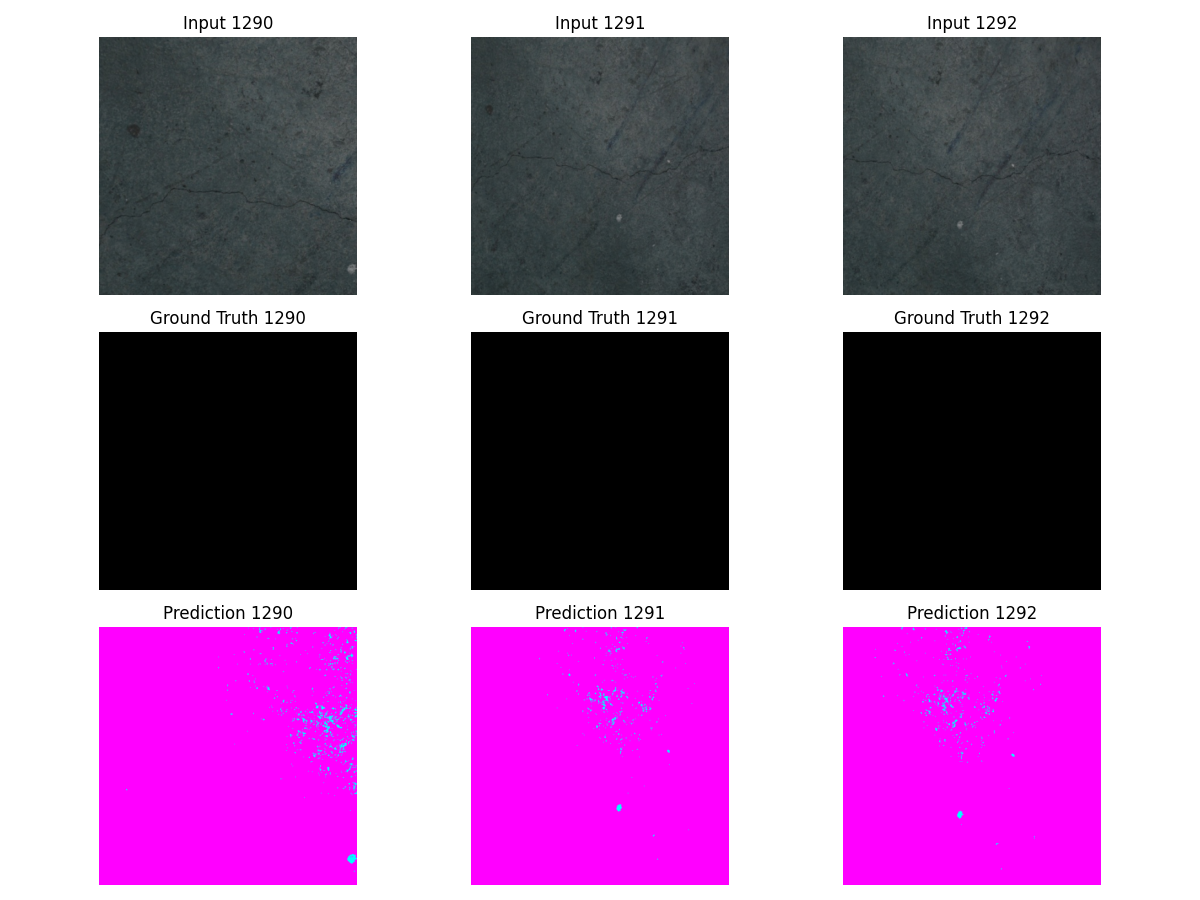 Input 1290
Input 1291
Input 1292
Ground Truth 1290
Ground Truth 1291
Ground Truth 1292
Prediction 1290
Prediction 1291
Prediction 1292